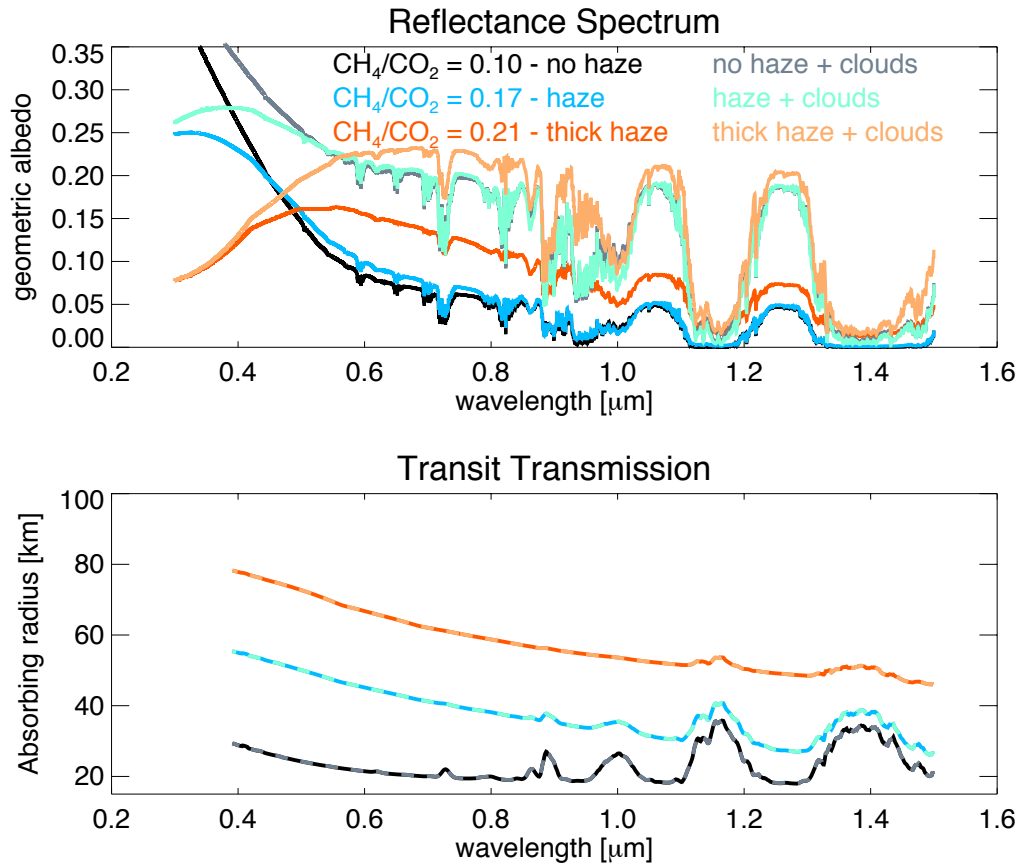 Reflectance Spectrum
CH₄/CO₂ = 0.10 - no haze no haze + clouds
CH₄/CO₂ = 0.17 - haze haze + clouds
CH₄/CO₂ = 0.21 - thick haze thick haze + clouds
geometric albedo
0.35
0.30
0.25
0.20
0.15
0.10
0.05
0.00
0.2 0.4 0.6 0.8 1.0 1.2 1.4 1.6
wavelength [μm]
Transit Transmission
Absorbing radius [km]
100
80
60
40
20
0.2 0.4 0.6 0.8 1.0 1.2 1.4 1.6
wavelength [μm]